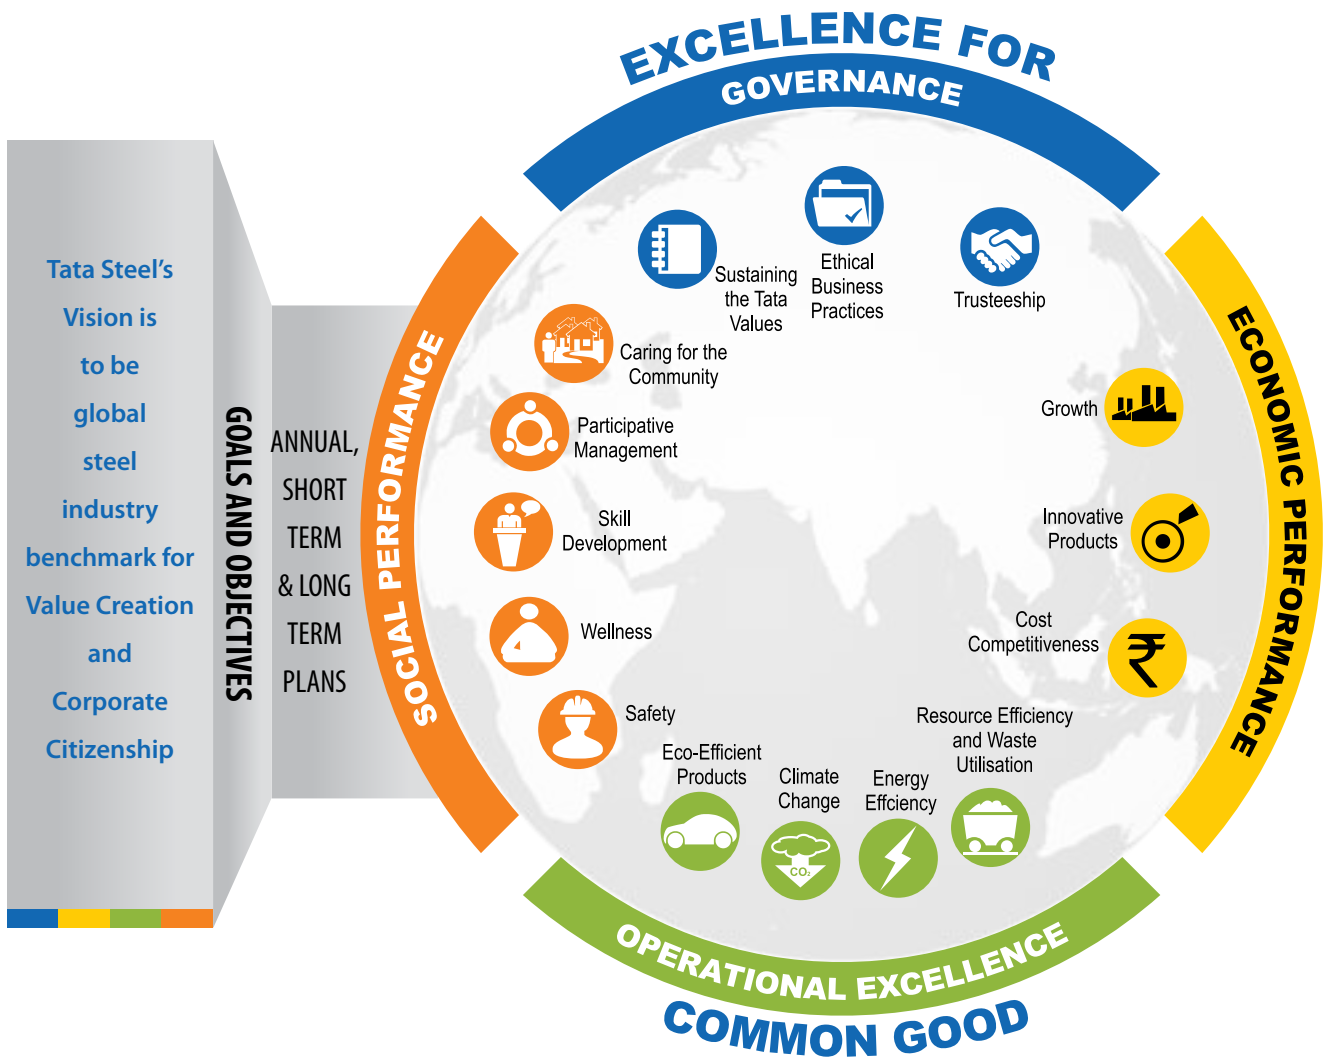 EXCELLENCE FOR
GOVERNANCE
Tata Steel's
Vision is
to be
global
steel
industry
benchmark for
Value Creation
and
Corporate
Citizenship
GOALS AND OBJECTIVES
ANNUAL,
SHORT
TERM
& LONG
TERM
PLANS
SOCIAL PERFORMANCE
Sustaining
the Tata
Values
Ethical
Business
Practices
Trusteeship
Caring for the
Community
Participative
Management
Skill
Development
Wellness
Safety
ECONOMIC PERFORMANCE
Growth
Innovative
Products
Cost
Competitiveness
₹
Eco-Efficient
Products
Climate
Change
CO₂
Energy
Effciency
Resource Efficiency
and Waste
Utilisation
OPERATIONAL EXCELLENCE
COMMON GOOD